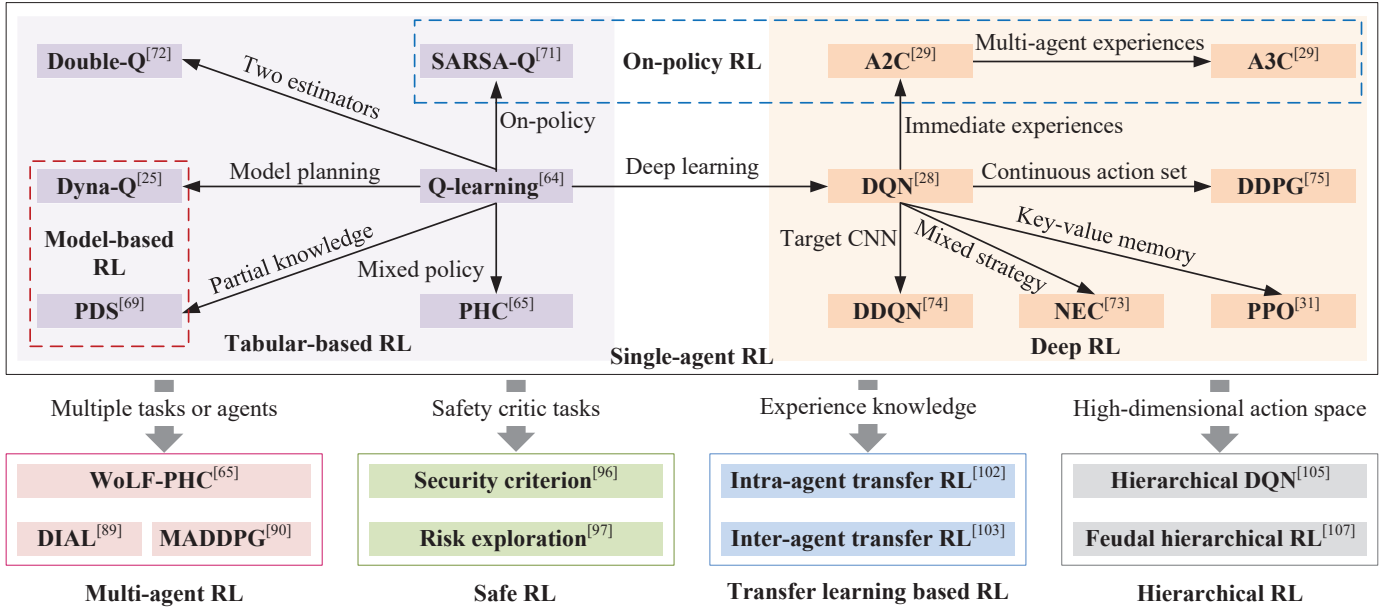 Double-Q[72]
SARSA-Q[71]
On-policy RL
A2C[29]
Multi-agent experiences
A3C[29]
Two estimators
On-policy
Immediate experiences
Dyna-Q[25]
Model planning
Q-learning[64]
Deep learning
DQN[28]
Continuous action set
DDPG[75]
Model-based
RL
Partial knowledge
Mixed policy
Target CNN
Mixed strategy
Key-value memory
PDS[69]
PHC[65]
DDQN[74]
NEC[73]
PPO[31]
Tabular-based RL
Single-agent RL
Deep RL
Multiple tasks or agents
Safety critic tasks
Experience knowledge
High-dimensional action space
WoLF-PHC[65]
Security criterion[96]
Intra-agent transfer RL[102]
Hierarchical DQN[105]
DIAL[89]
MADDPG[90]
Risk exploration[97]
Inter-agent transfer RL[103]
Feudal hierarchical RL[107]
Multi-agent RL
Safe RL
Transfer learning based RL
Hierarchical RL